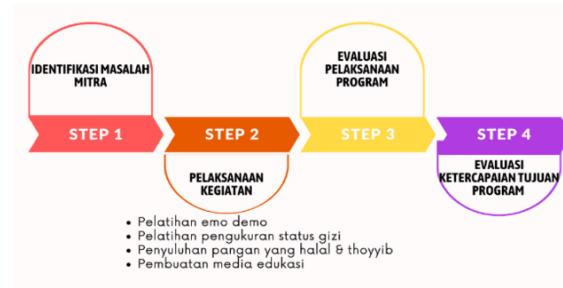 IDENTIFIKASI MASALAH
MITRA
STEP 1
STEP 2
PELAKSANAAN
KEGIATAN
EVALUASI
PELAKSANAAN
PROGRAM
STEP 3
STEP 4
EVALUASI
KETERCAPAIAN TUJUAN
PROGRAM
• Pelatihan emo demo
• Pelatihan pengukuran status gizi
• Penyuluhan pangan yang halal & thoyyib
• Pembuatan media edukasi